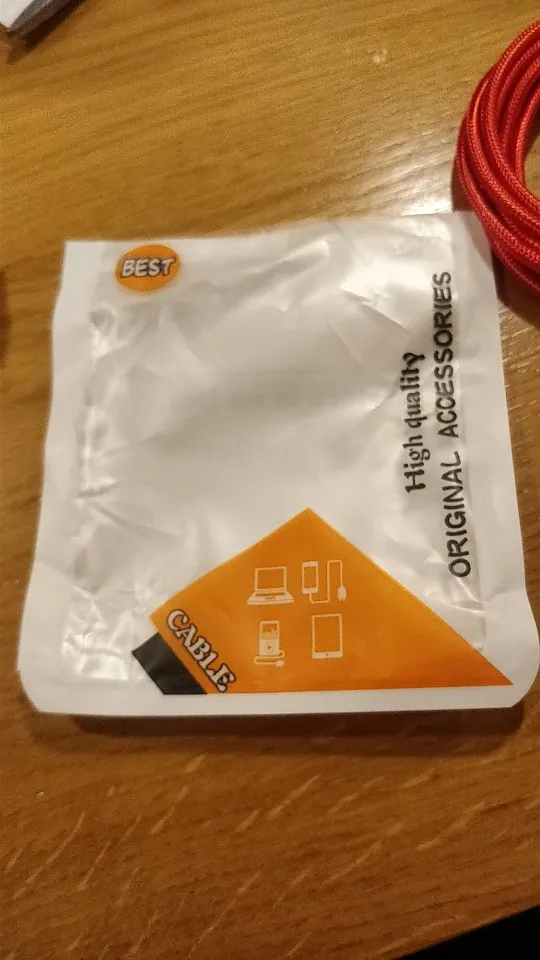 BEST
High quality
ORIGINAL ACCESSORIES
CABLE